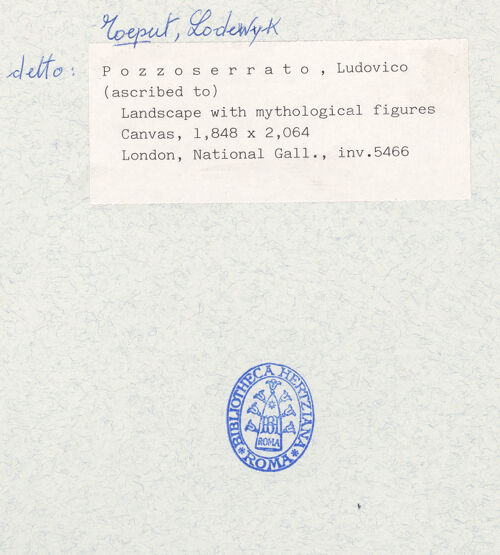 Toeput, Lodewyk
detto:
P o z z o s e r r a t o , Ludovico
(ascribed to)
Landscape with mythological figures
Canvas, 1,848 x 2,064
London, National Gall., inv.5466
BIBLIOTHECA HERTZIANA
BH
ROMA
* ROMA *